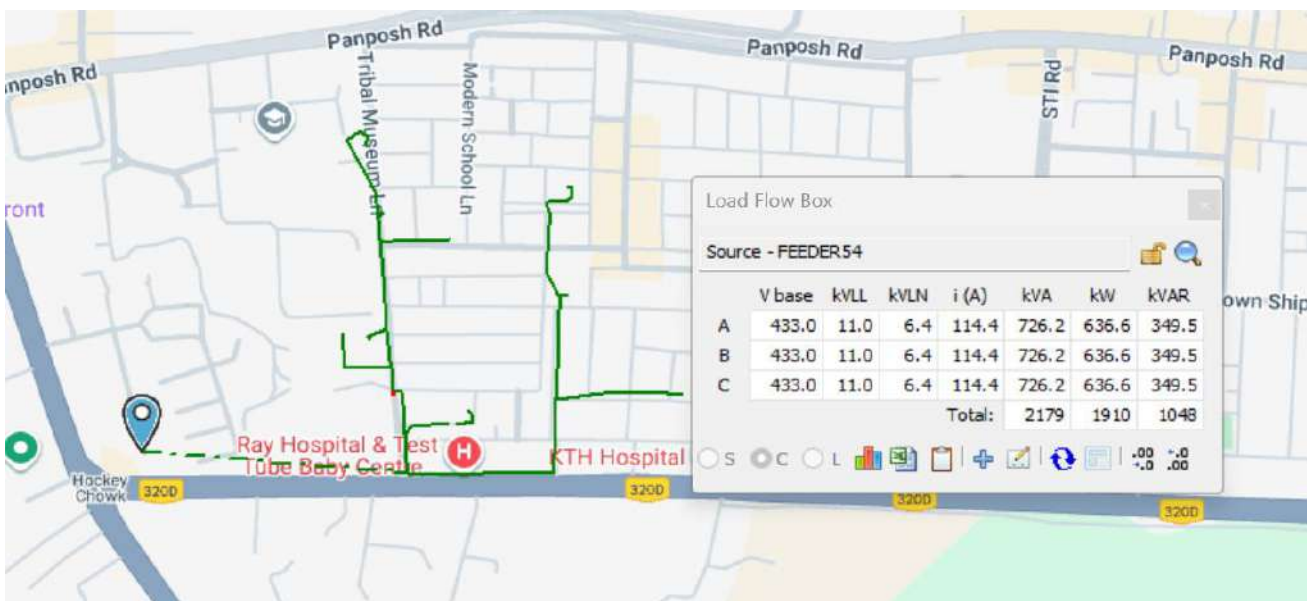 Panposh Rd
Panposh Rd
Panposh Rd
nposh Rd
Tribal Museum Ln
Modern School Ln
STI Rd
ront
own Ship
Ray Hospital & Test
Tube Baby Centre
H
KTH Hospital
Hockey
Chowk
320D
320D
320D
320D
Load Flow Box
Source - FEEDER54
V base kVLL kVLN i (A) kVA kW kVAR
A 433.0 11.0 6.4 114.4 726.2 636.6 349.5
B 433.0 11.0 6.4 114.4 726.2 636.6 349.5
C 433.0 11.0 6.4 114.4 726.2 636.6 349.5
Total: 2179 1910 1048
S C L .00 +.0 +.0 .00